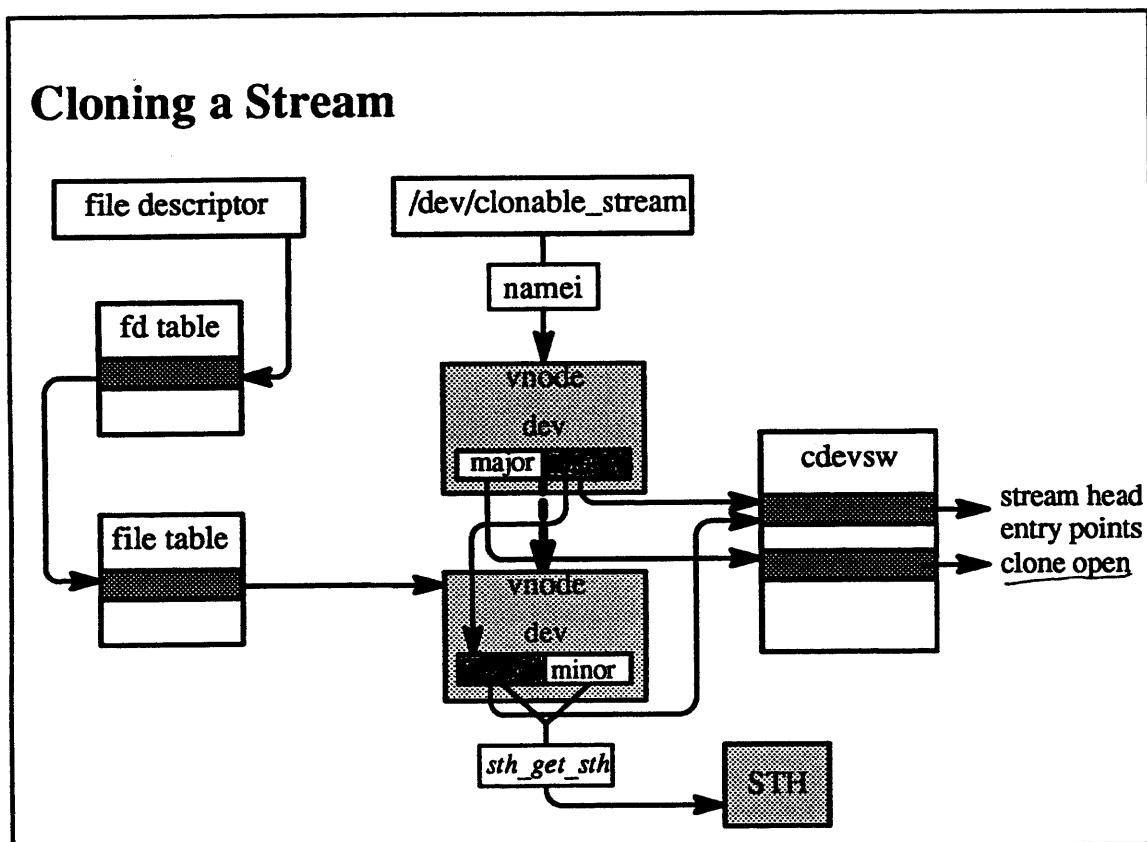 Cloning a Stream
file descriptor
/dev/clonable_stream
namei
fd table
vnode
dev
major
cdevsw
stream head
entry points
clone open
file table
vnode
dev
minor
sth_get_sth
STH